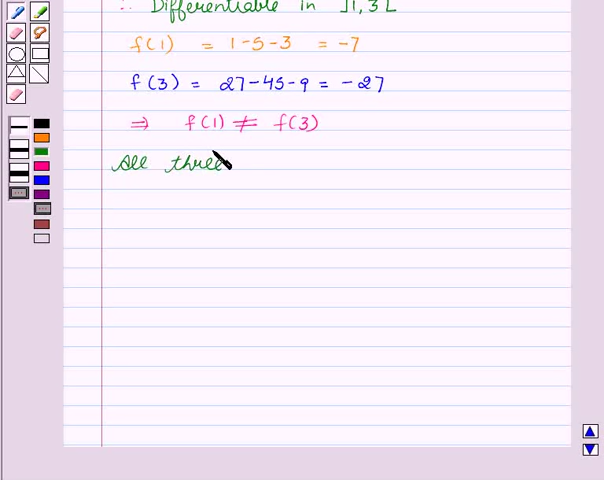 ∴ Differentiable in ]1,3[
f(1) = 1-5-3 = -7
f(3) = 27-45-9 = -27
⇒ f(1) ≠ f(3)
All three